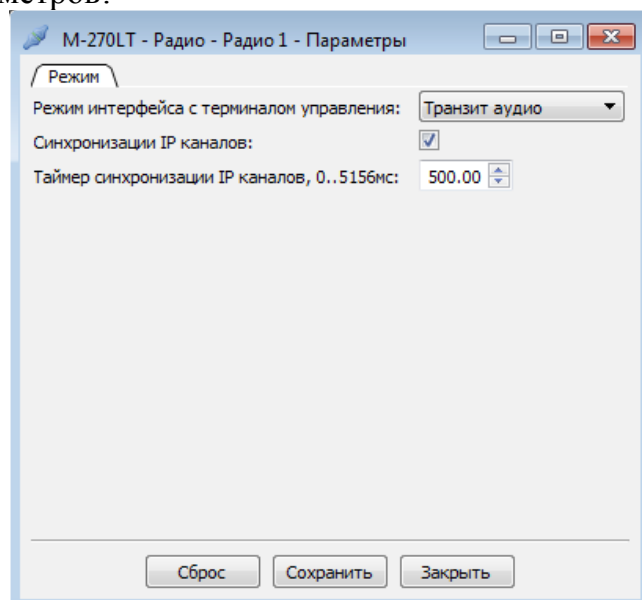 метров.
М-270LT - Радио - Радио 1 - Параметры
Режим
Режим интерфейса с терминалом управления: Транзит аудио
Синхронизации IP каналов:
Таймер синхронизации IP каналов, 0..5156мс: 500.00
Сброс Сохранить Закрыть